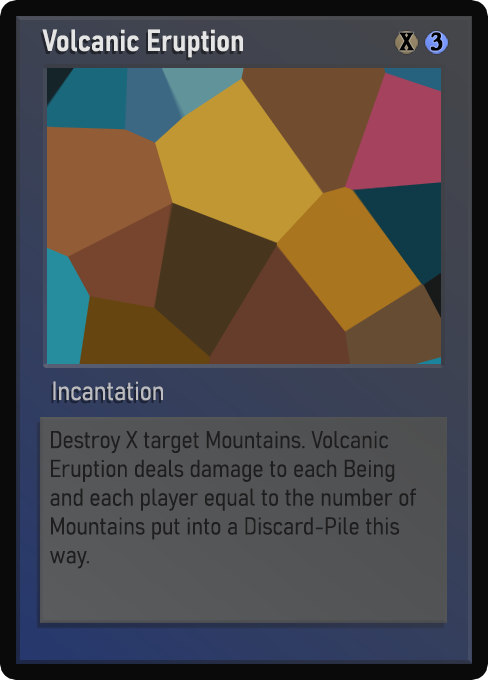 Volcanic Eruption X 3
Incantation
Destroy X target Mountains. Volcanic
Eruption deals damage to each Being
and each player equal to the number of
Mountains put into a Discard-Pile this
way.